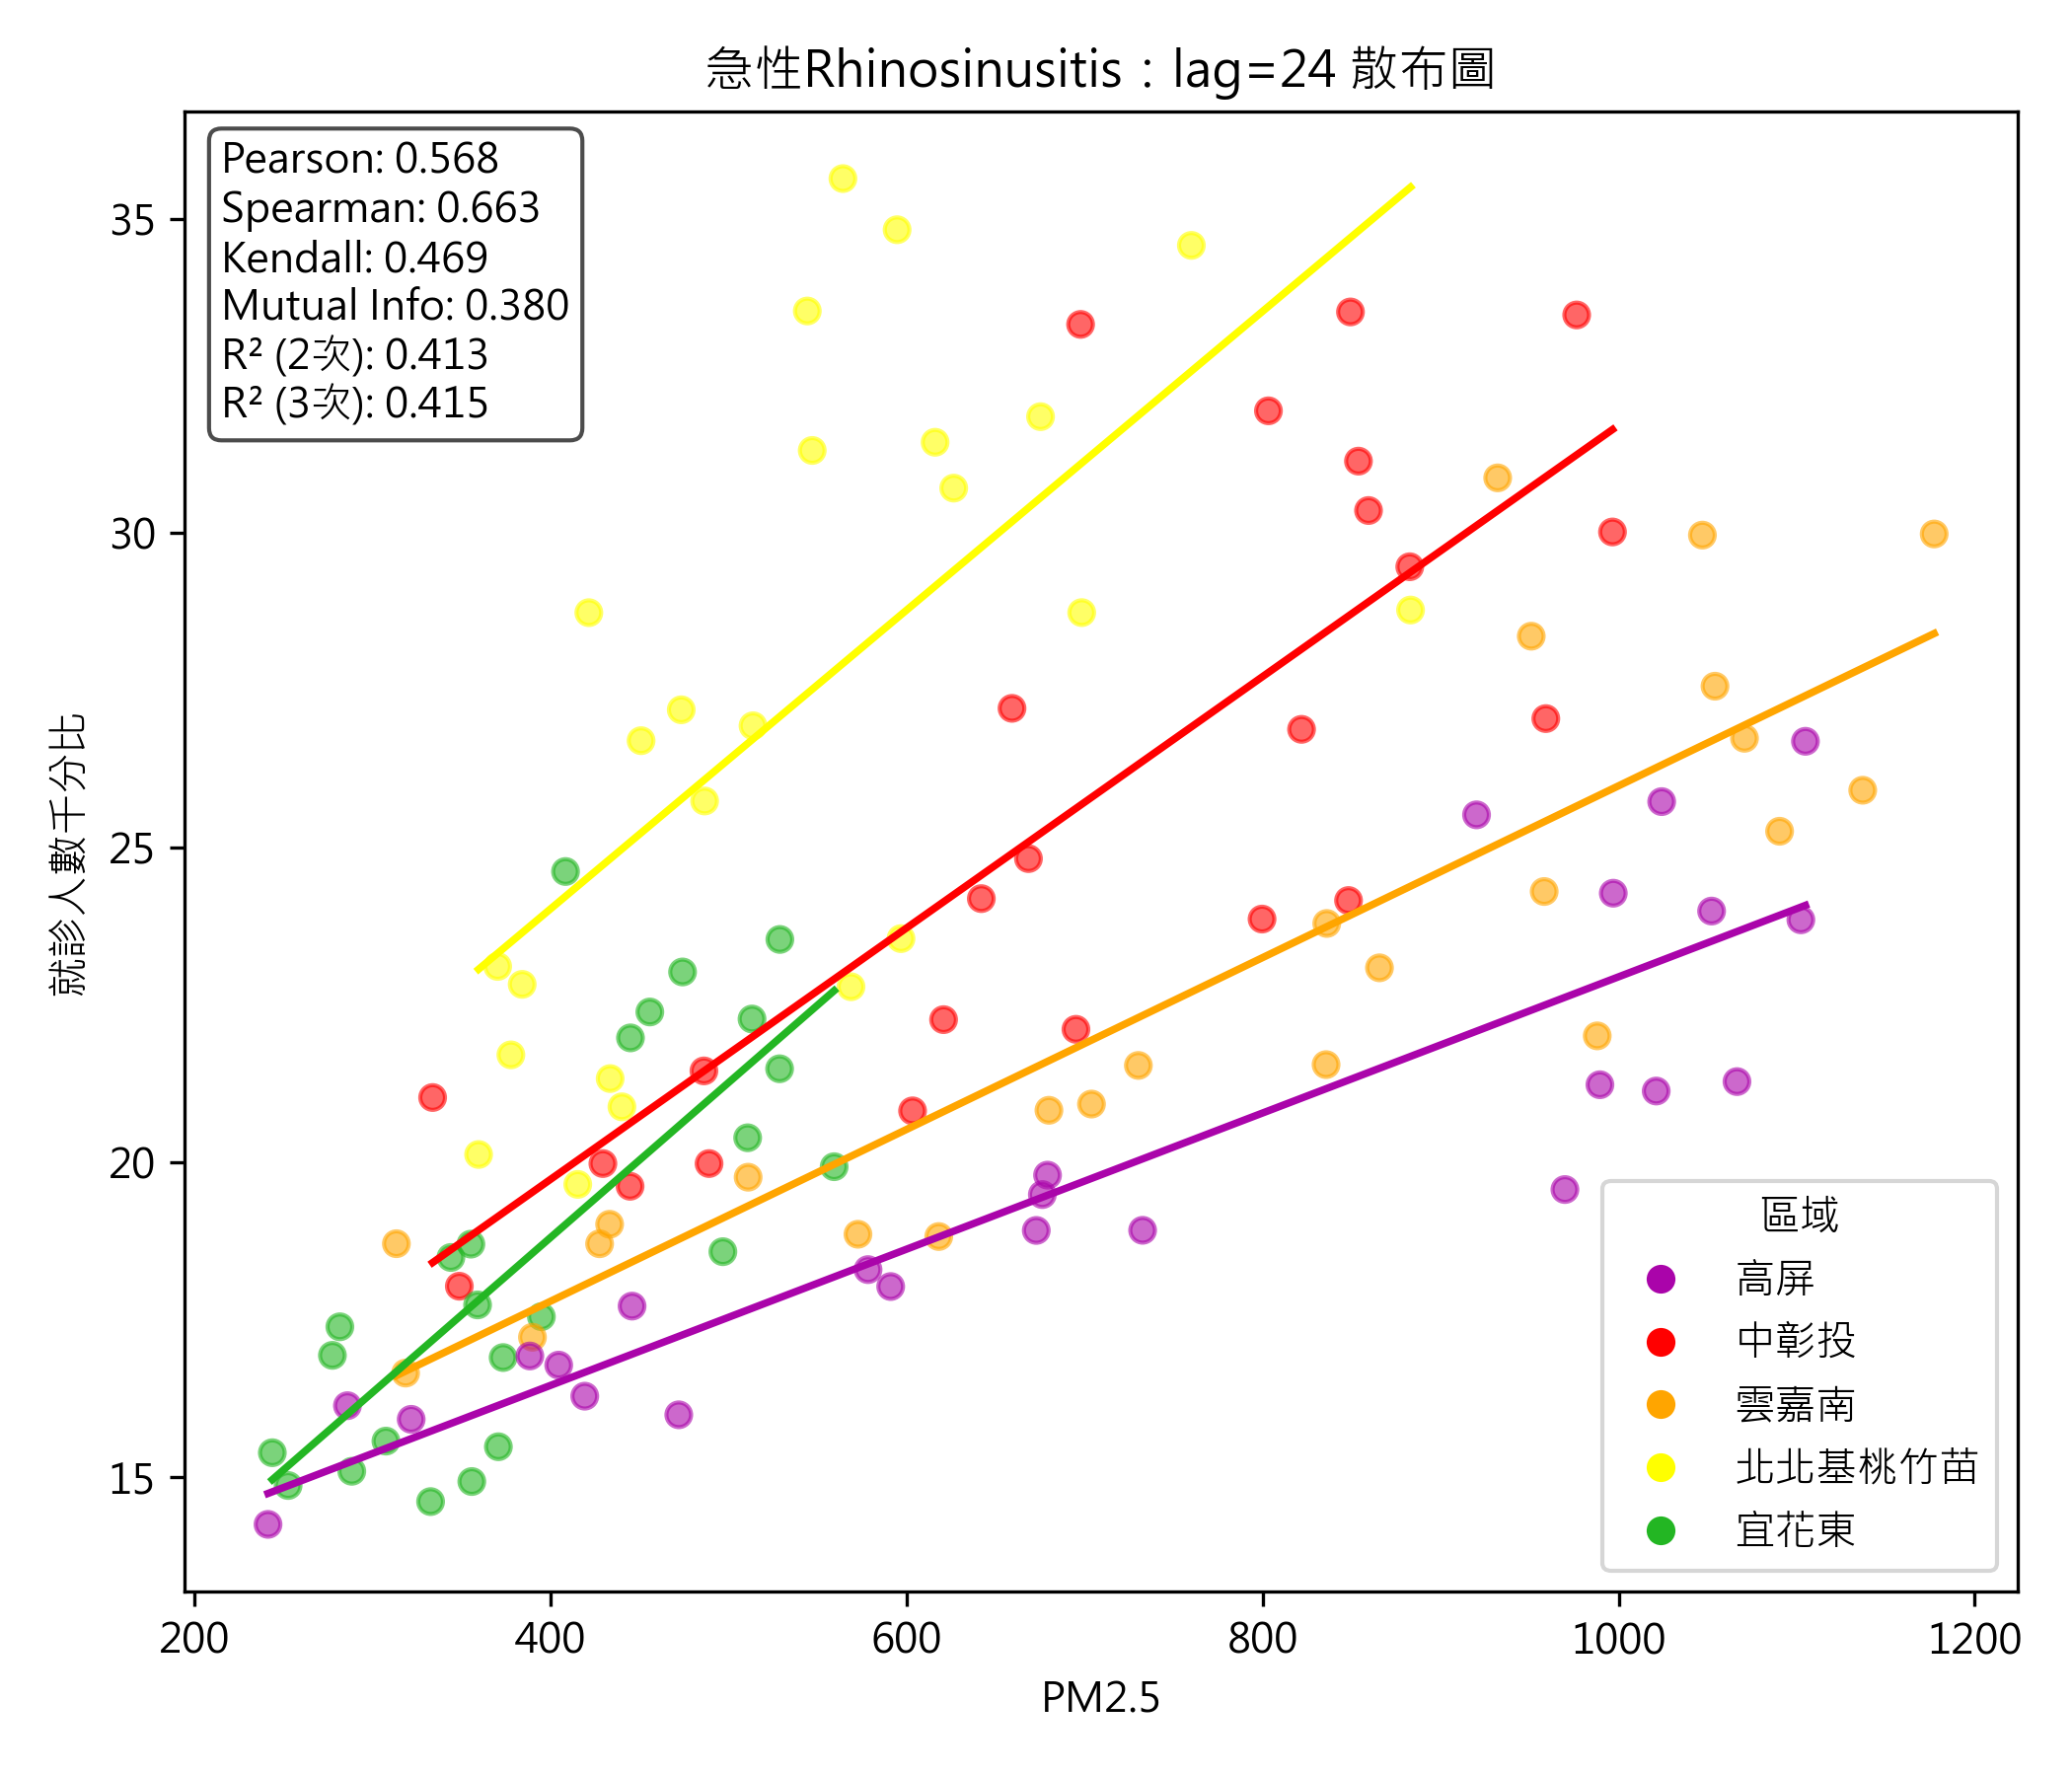 急性Rhinosinusitis：lag=24 散布圖
Pearson: 0.568
Spearman: 0.663
Kendall: 0.469
Mutual Info: 0.380
R² (2次): 0.413
R² (3次): 0.415
就診人數千分比
35
30
25
20
15
區域
高屏
中彰投
雲嘉南
北北基桃竹苗
宜花東
200 400 600 800 1000 1200
PM2.5